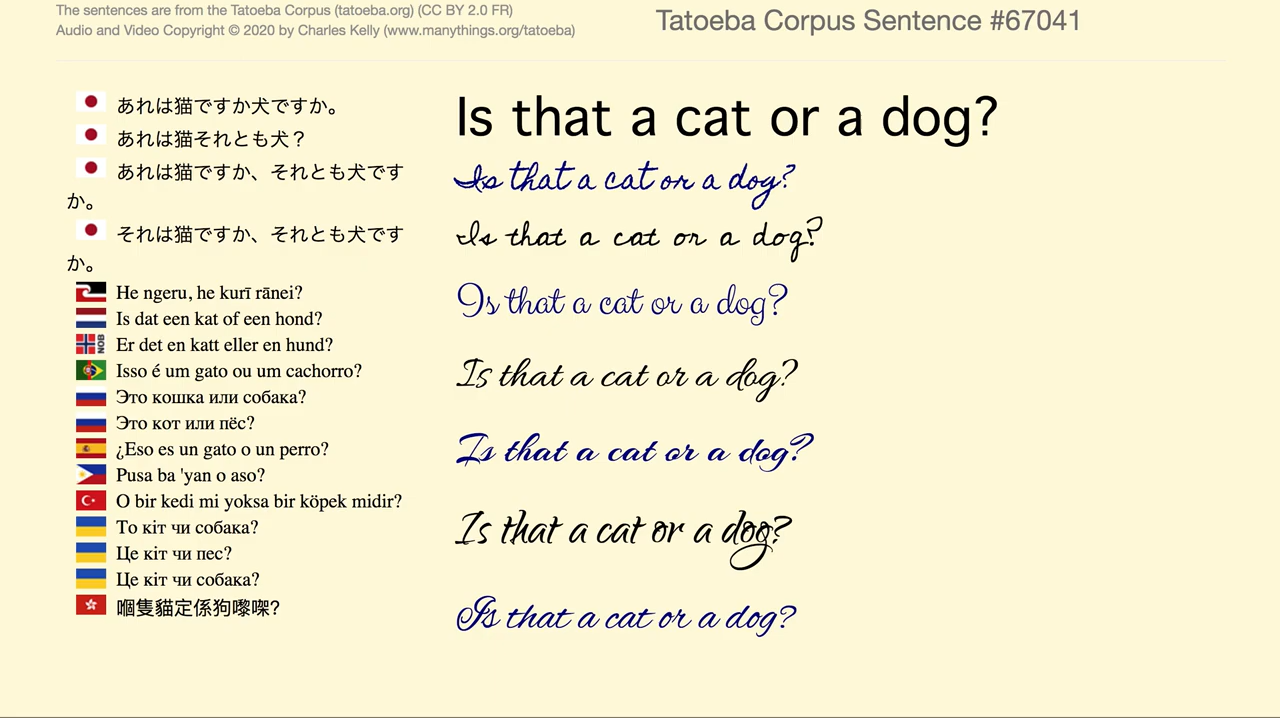 The sentences are from the Tatoeba Corpus (tatoeba.org) (CC BY 2.0 FR)
Audio and Video Copyright © 2020 by Charles Kelly (www.manythings.org/tatoeba)
Tatoeba Corpus Sentence #67041
あれは猫ですか犬ですか。
あれは猫それとも犬？
あれは猫ですか、それとも犬です
か。
それは猫ですか、それとも犬です
か。
He ngeru, he kurī rānei?
Is dat een kat of een hond?
NOB
Er det en katt eller en hund?
Isso é um gato ou um cachorro?
Это кошка или собака?
Это кот или пёс?
¿Eso es un gato o un perro?
Pusa ba 'yan o aso?
O bir kedi mi yoksa bir köpek midir?
То кіт чи собака?
Це кіт чи пес?
Це кіт чи собака?
嗰隻貓定係狗嚟㗎?
Is that a cat or a dog?
Is that a cat or a dog?
Is that a cat or a dog?
Is that a cat or a dog?
Is that a cat or a dog?
Is that a cat or a dog?
Is that a cat or a dog?
Is that a cat or a dog?